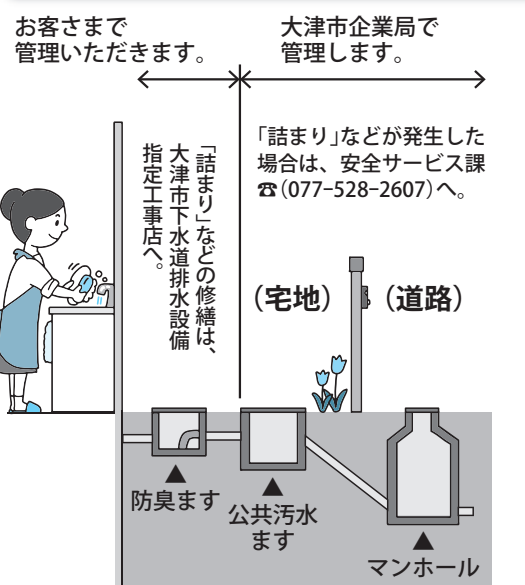 お客さまで
管理いただきます。
大津市企業局で
管理します。
「詰まり」などの修繕は、
大津市下水道排水設備
指定工事店へ。
「詰まり」などが発生した
場合は、安全サービス課
☎(077-528-2607)へ。
(宅地)
(道路)
防臭ます
公共汚水
ます
マンホール